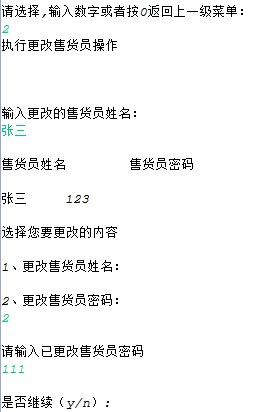 请选择,输入数字或者按0返回上一级菜单:
2
执行更改售货员操作
输入更改的售货员姓名:
张三
售货员姓名 售货员密码
张三 123
选择您要更改的内容
1、更改售货员姓名:
2、更改售货员密码:
2
请输入已更改售货员密码
111
是否继续（y/n）: